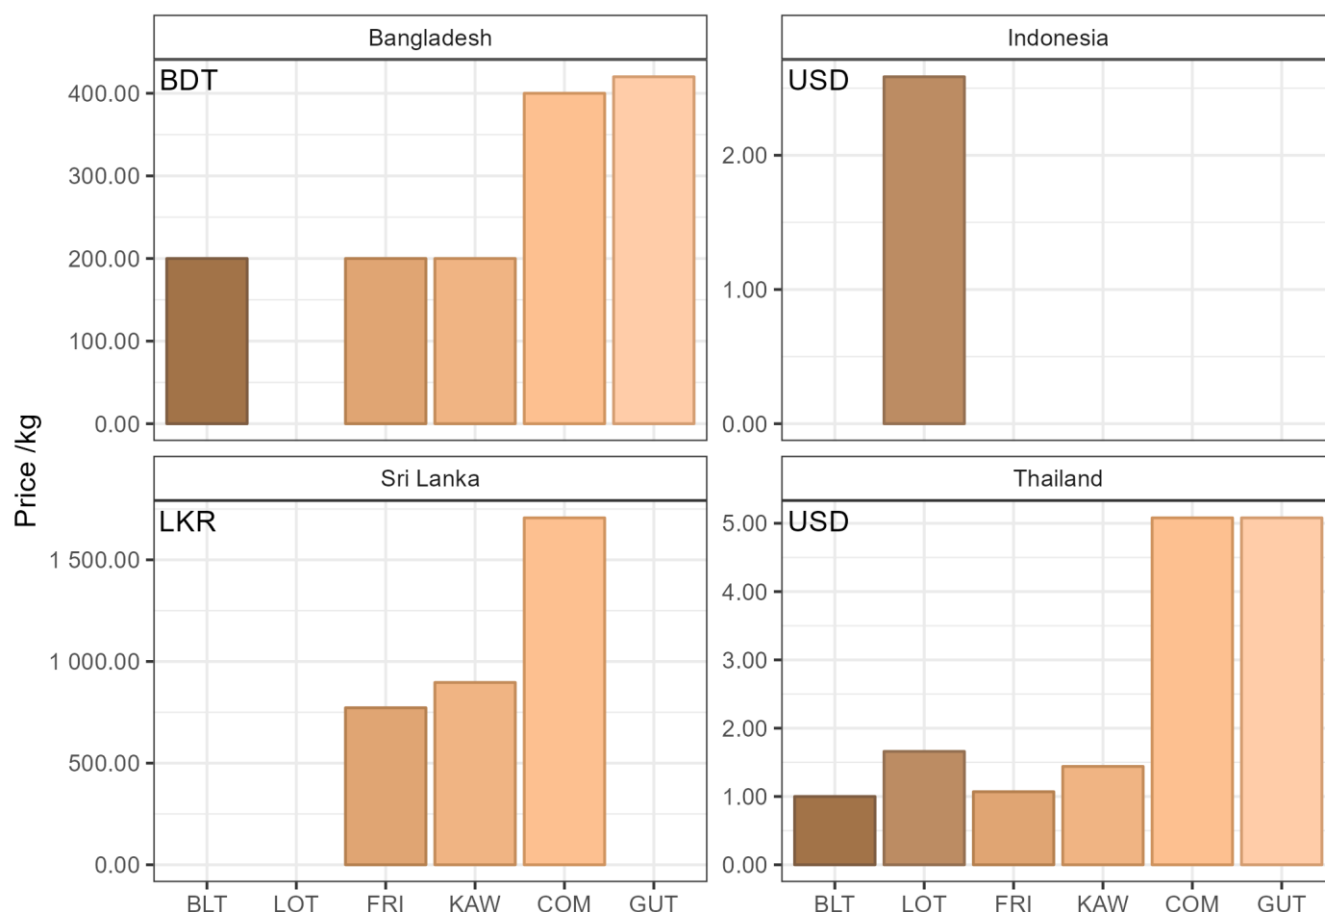 Price /kg
Bangladesh
BDT
400.00
300.00
200.00
100.00
0.00
Indonesia
USD
2.00
1.00
0.00
Sri Lanka
LKR
1 500.00
1 000.00
500.00
0.00
BLT LOT FRI KAW COM GUT
Thailand
USD
5.00
4.00
3.00
2.00
1.00
0.00
BLT LOT FRI KAW COM GUT